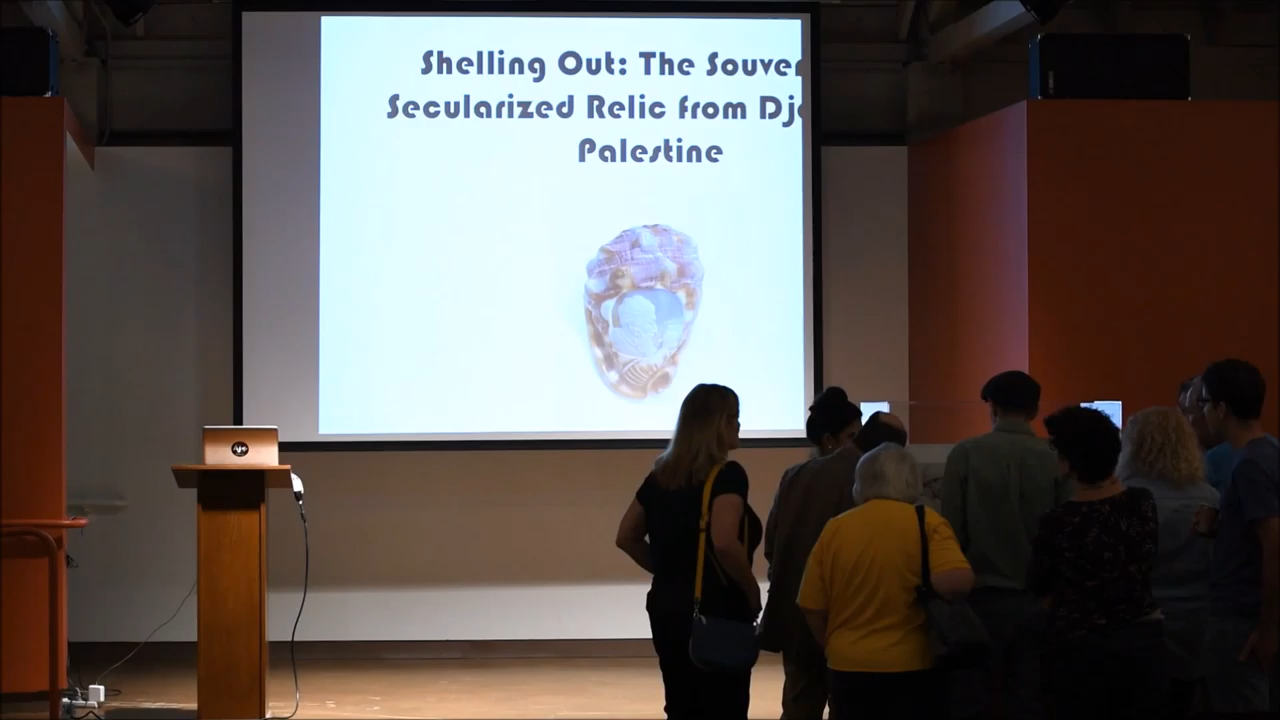 Shelling Out: The Souve
Secularized Relic from Dj
Palestine